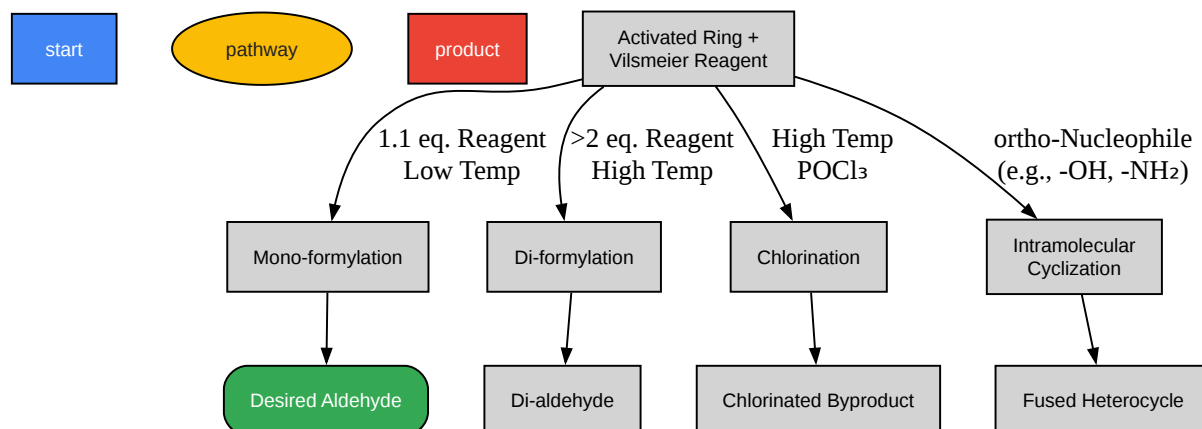 start
pathway
product
Activated Ring +
Vilsmeier Reagent
1.1 eq. Reagent
Low Temp
>2 eq. Reagent
High Temp
High Temp
POCl₃
ortho-Nucleophile
(e.g., -OH, -NH₂)
Mono-formylation
Di-formylation
Chlorination
Intramolecular
Cyclization
Desired Aldehyde
Di-aldehyde
Chlorinated Byproduct
Fused Heterocycle